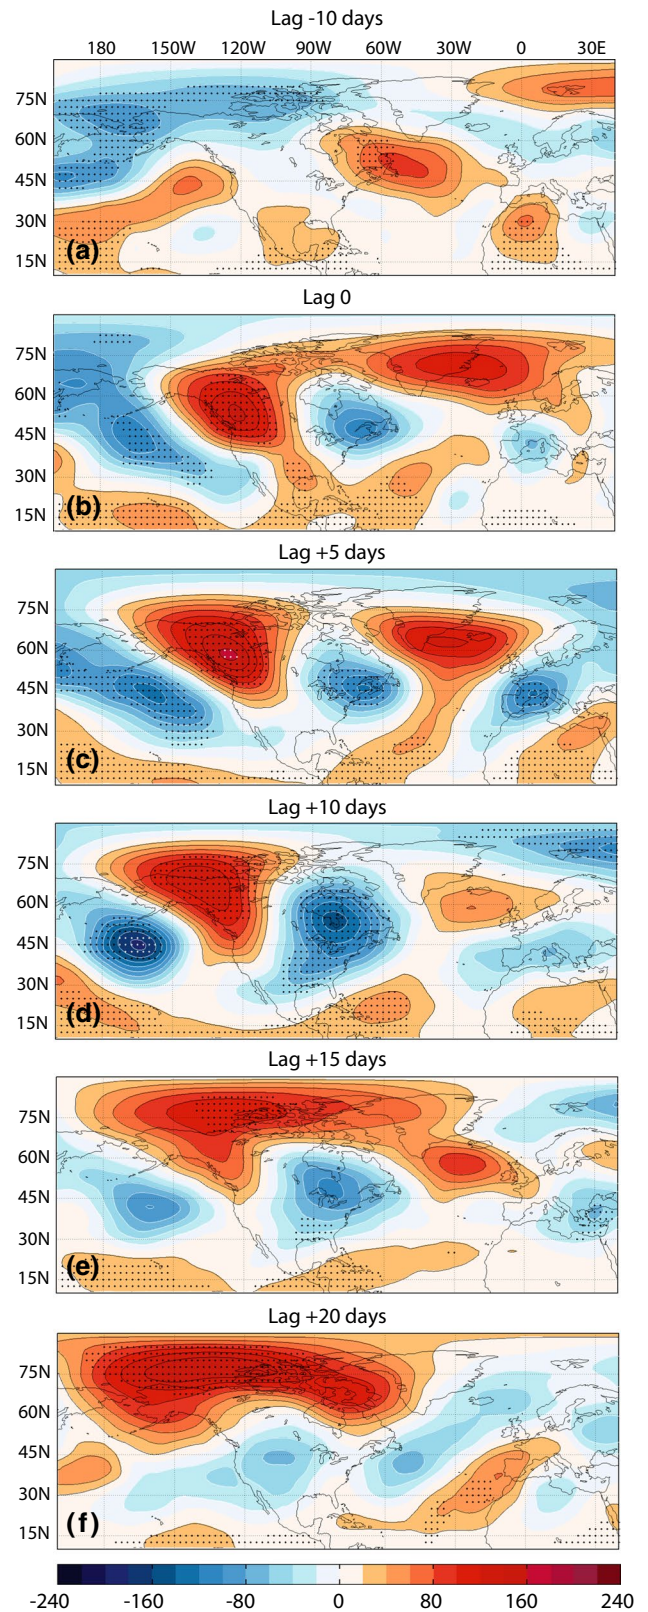 Lag -10 days
180 150W 120W 90W 60W 30W 0 30E
75N
60N
45N
30N
15N
(a)
Lag 0
75N
60N
45N
30N
15N
(b)
Lag +5 days
75N
60N
45N
30N
15N
(c)
Lag +10 days
75N
60N
45N
30N
15N
(d)
Lag +15 days
75N
60N
45N
30N
15N
(e)
Lag +20 days
75N
60N
45N
30N
15N
(f)
-240 -160 -80 0 80 160 240